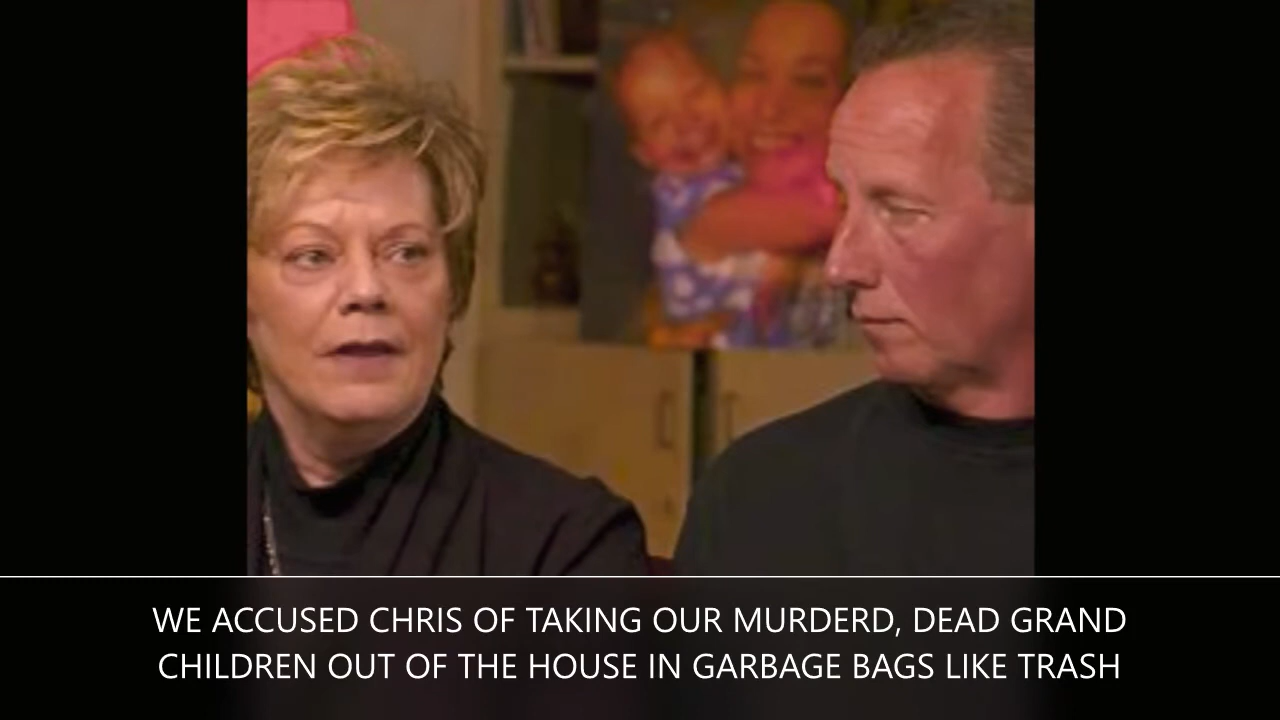 WE ACCUSED CHRIS OF TAKING OUR MURDERD, DEAD GRAND
CHILDREN OUT OF THE HOUSE IN GARBAGE BAGS LIKE TRASH